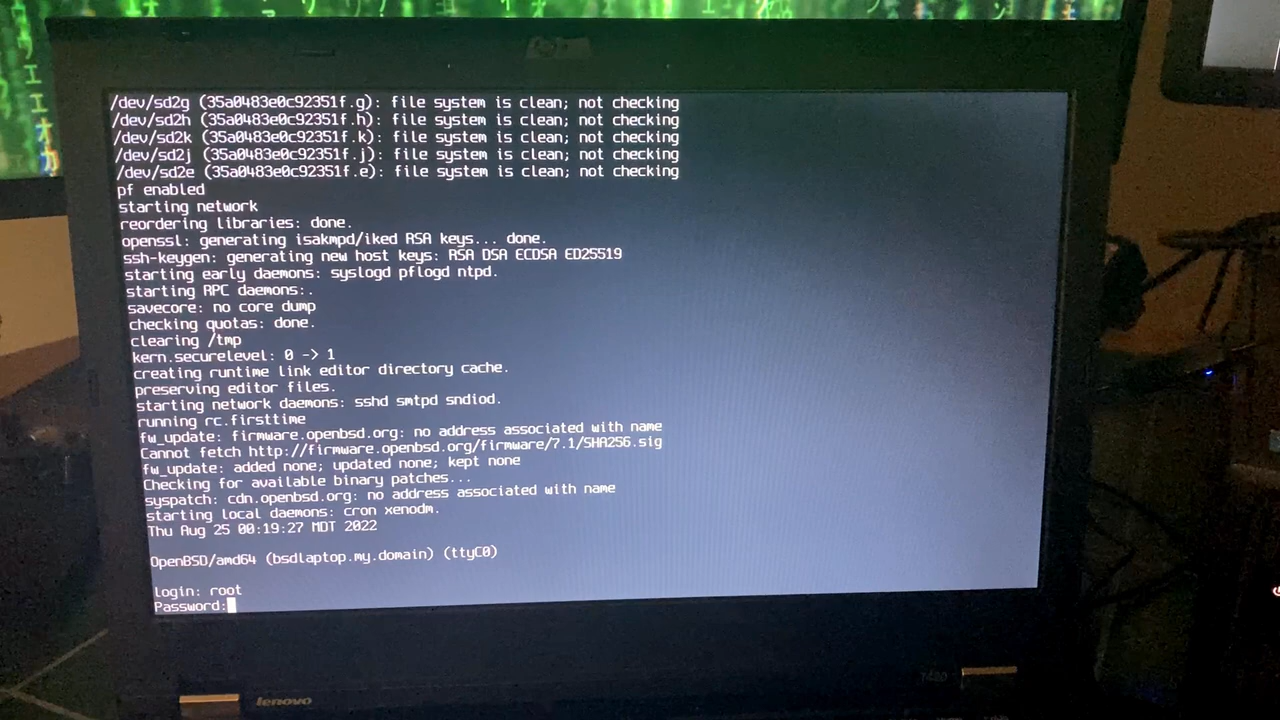 /dev/sd2g (35a0483e0c92351f.g): file system is clean; not checking
/dev/sd2h (35a0483e0c92351f.h): file system is clean; not checking
/dev/sd2k (35a0483e0c92351f.k): file system is clean; not checking
/dev/sd2j (35a0483e0c92351f.j): file system is clean; not checking
/dev/sd2e (35a0483e0c92351f.e): file system is clean; not checking
pf enabled
starting network
reordering libraries: done.
openssl: generating isakmpd/iked RSA keys... done.
ssh-keygen: generating new host keys: RSA DSA ECDSA ED25519
starting early daemons: syslogd pflogd ntpd.
starting RPC daemons:.
savecore: no core dump
checking quotas: done.
clearing /tmp
kern.securelevel: 0 -> 1
creating runtime link editor directory cache.
preserving editor files.
starting network daemons: sshd smtpd sndiod.
running rc.firsttime
fw_update: firmware.openbsd.org: no address associated with name
Cannot fetch http://firmware.openbsd.org/firmware/7.1/SHA256.sig
fw_update: added none; updated none; kept none
Checking for available binary patches...
syspatch: cdn.openbsd.org: no address associated with name
starting local daemons: cron xenodm.
Thu Aug 25 00:19:27 MDT 2022
OpenBSD/amd64 (bsdlaptop.my.domain) (ttyC0)
login: root
Password:
lenovo